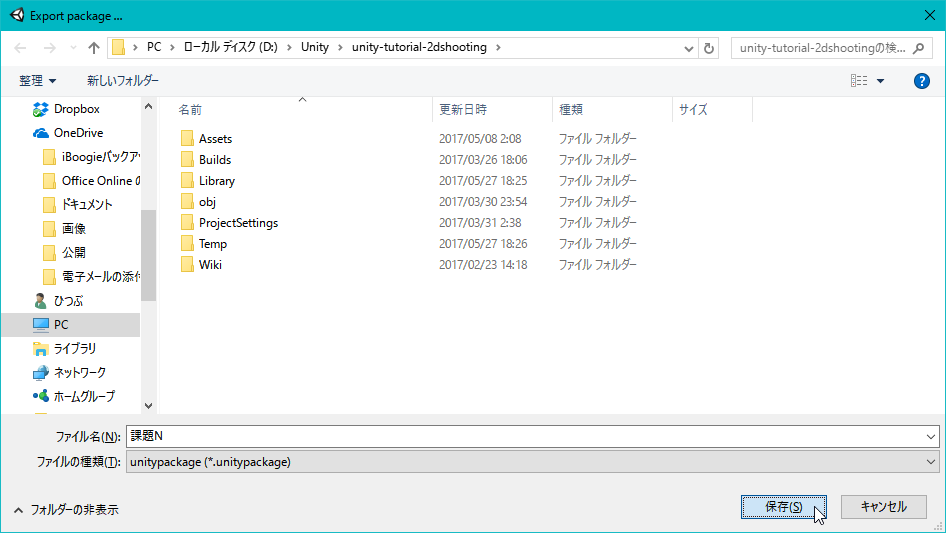 Export package ...
PC > ローカル ディスク (D:) > Unity > unity-tutorial-2dshooting >
unity-tutorial-2dshootingの検...
整理 新しいフォルダー
Dropbox
OneDrive
iBoogieバックア
Office Online の
ドキュメント
画像
公開
電子メールの添付
ひつぶ
PC
ライブラリ
ネットワーク
ホームグループ
名前 更新日時 種類 サイズ
Assets 2017/05/08 2:08 ファイル フォルダー
Builds 2017/03/26 18:06 ファイル フォルダー
Library 2017/05/27 18:25 ファイル フォルダー
obj 2017/03/30 23:54 ファイル フォルダー
ProjectSettings 2017/03/31 2:38 ファイル フォルダー
Temp 2017/05/27 18:26 ファイル フォルダー
Wiki 2017/02/23 14:18 ファイル フォルダー
ファイル名(N): 課題N
ファイルの種類(T): unitypackage (*.unitypackage)
フォルダーの非表示
保存(S) キャンセル